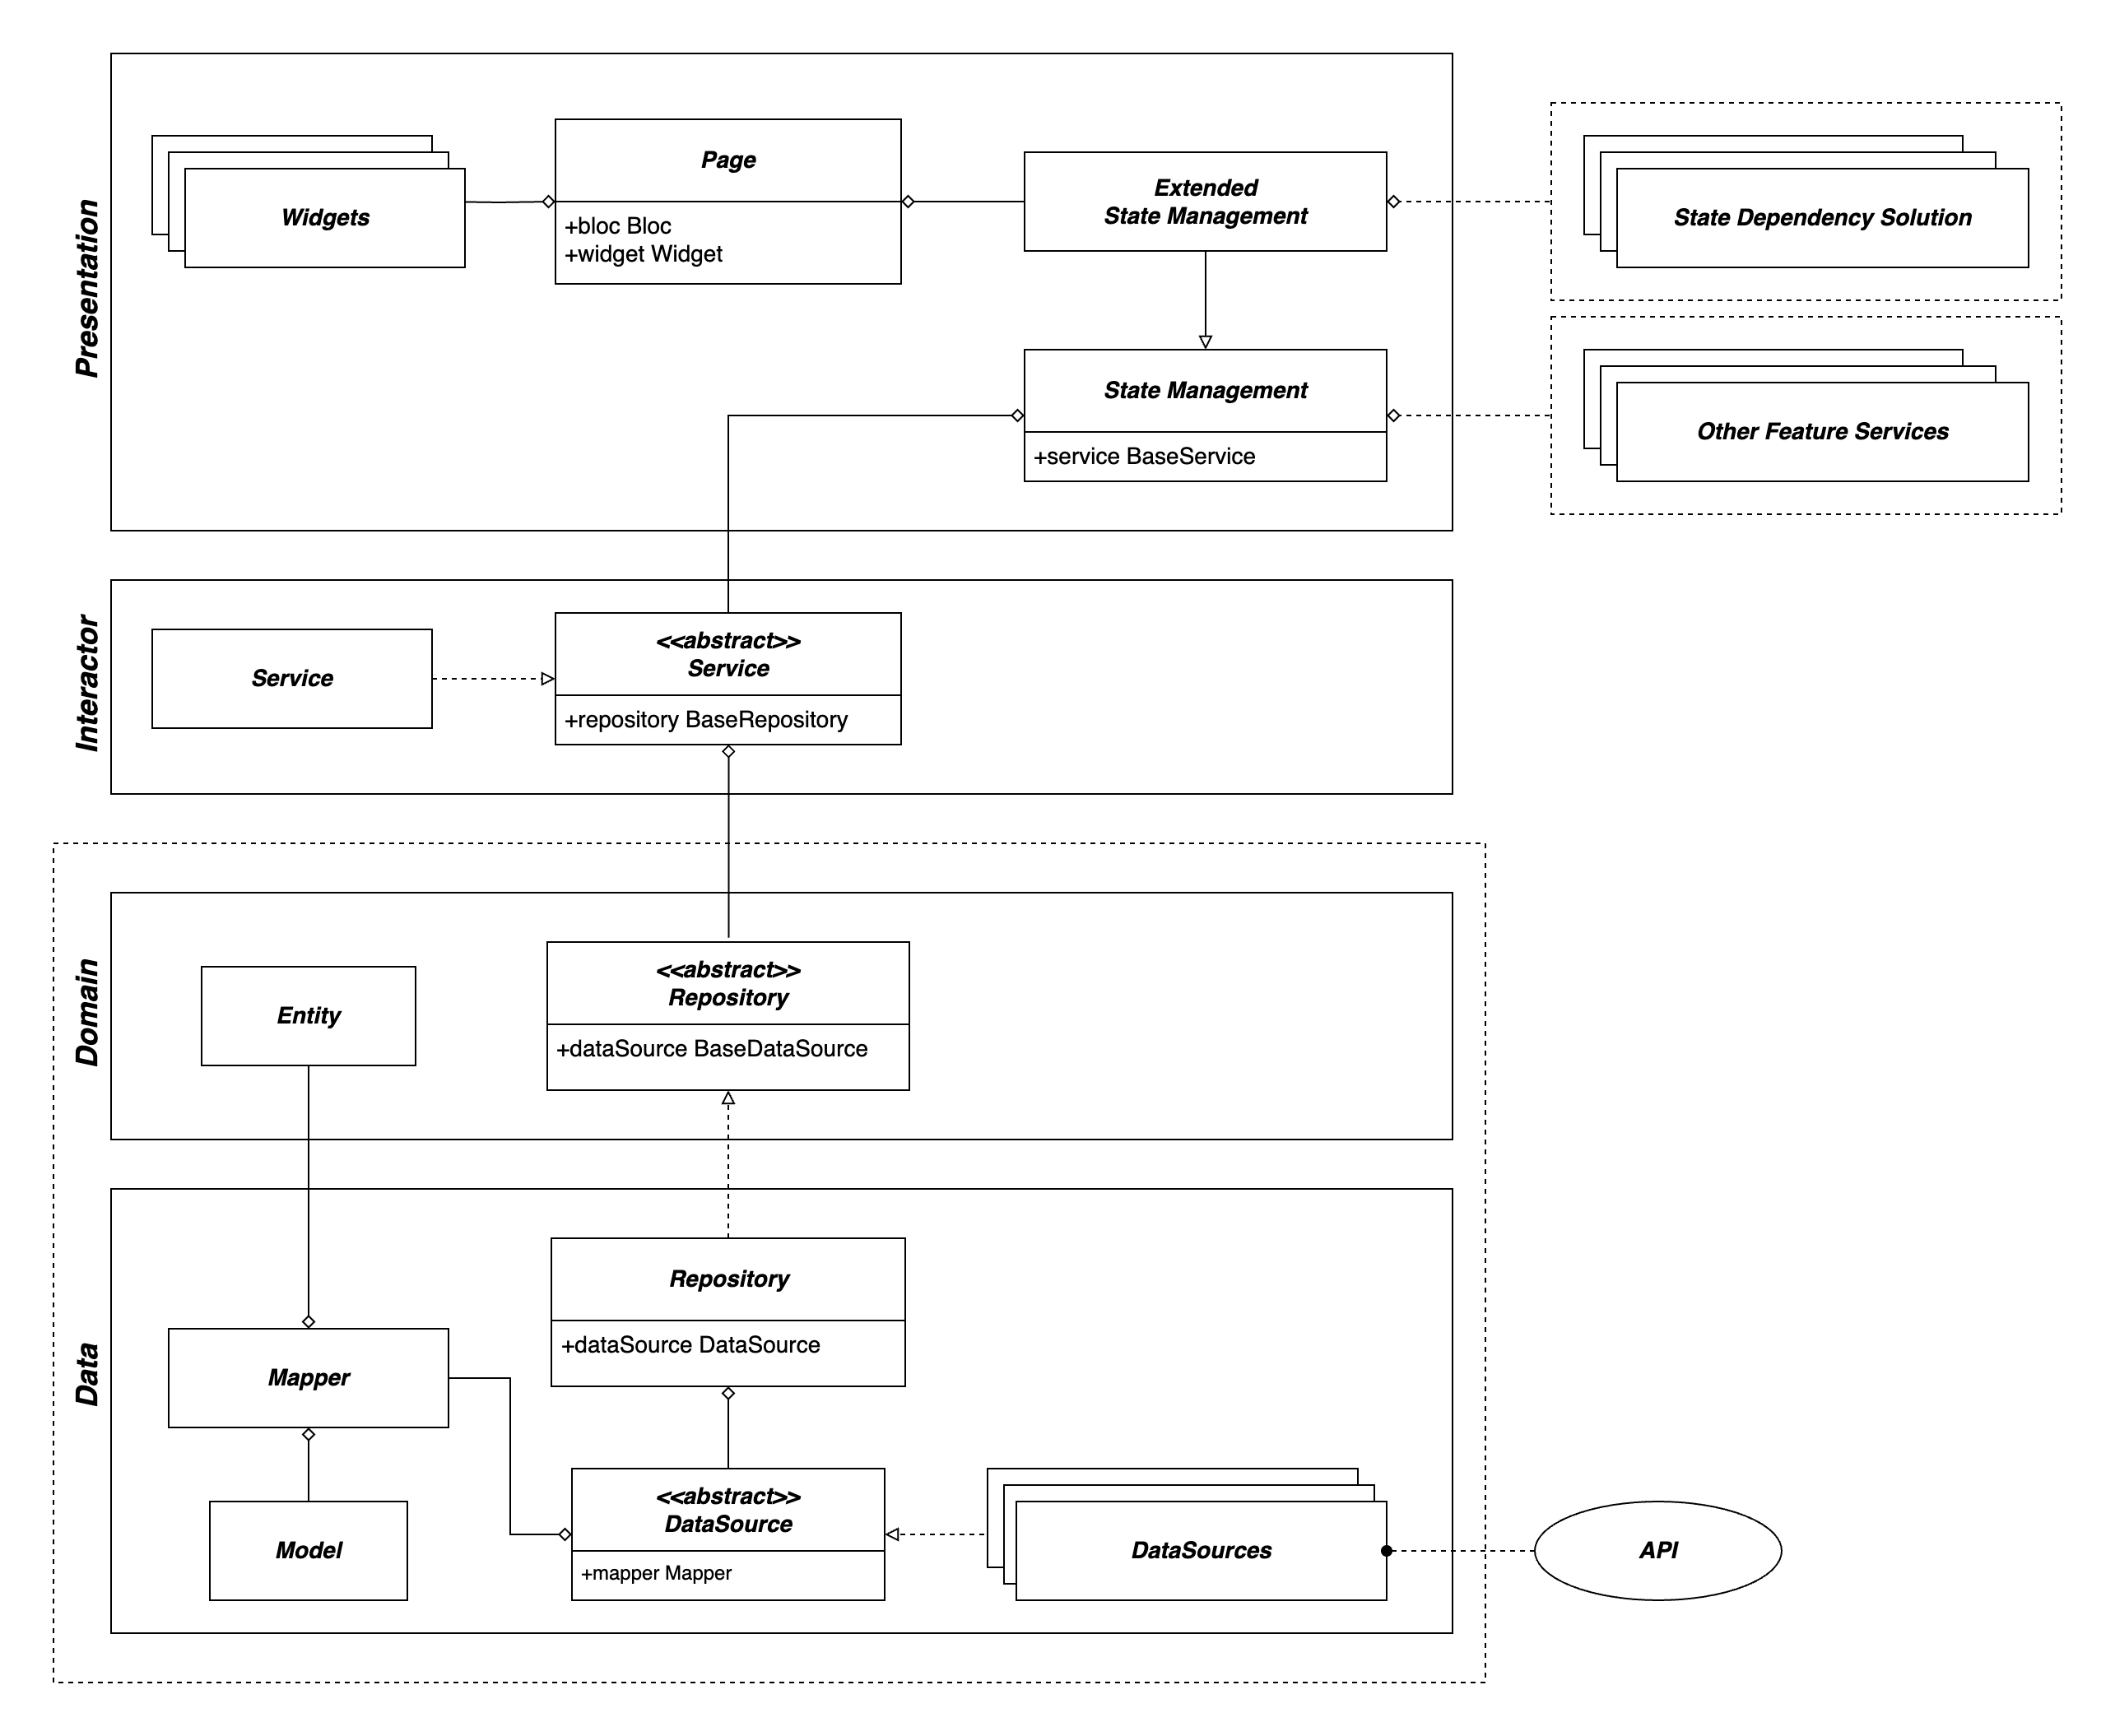 Presentation
Widgets
Page
+bloc Bloc
+widget Widget
Extended
State Management
State Dependency Solution
State Management
+service BaseService
Other Feature Services
Interactor
Service
<<abstract>>
Service
+repository BaseRepository
Domain
Entity
<<abstract>>
Repository
+dataSource BaseDataSource
Data
Repository
+dataSource DataSource
Mapper
Model
<<abstract>>
DataSource
+mapper Mapper
DataSources
API